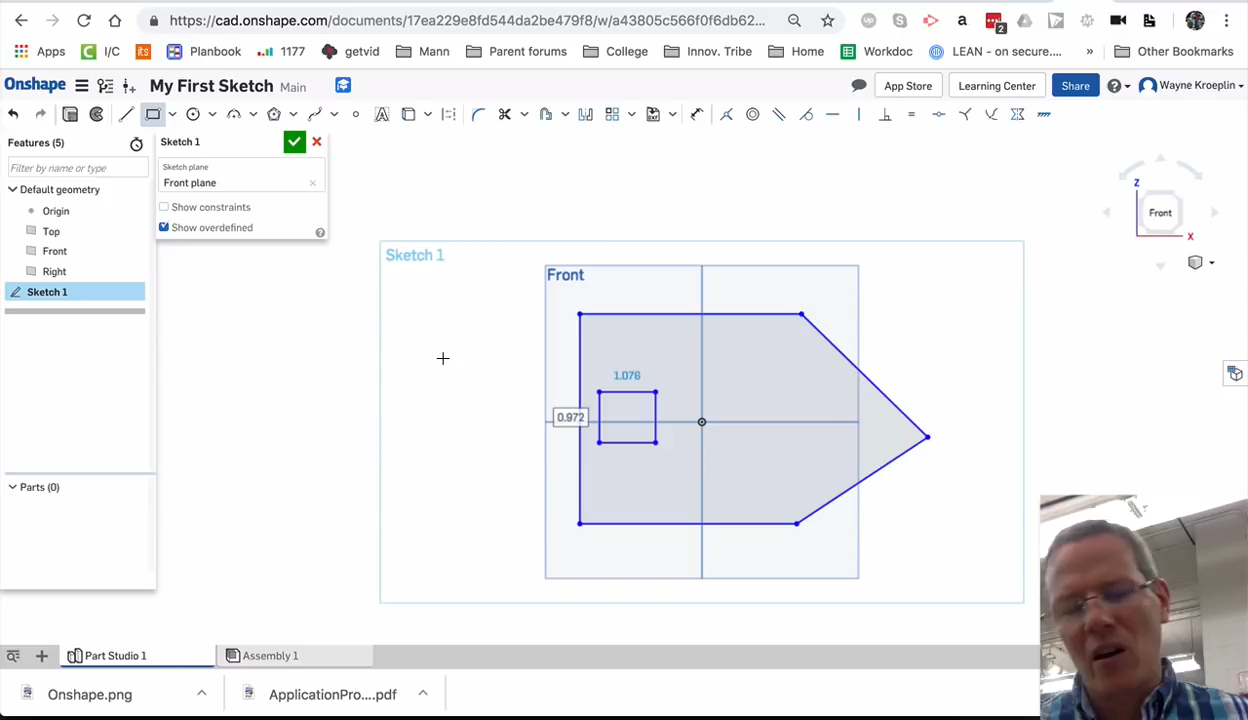 https://cad.onshape.com/documents/17ea229e8fd544da2be479f8/w/a43805c566f0f6db62...
2
Apps I/C its Planbook 1177 getvid Mann Parent forums College Innov. Tribe Home Workdoc LEAN - on secure.... » Other Bookmarks
Onshape My First Sketch Main App Store Learning Center Share Wayne Kroeplin
Features (5)
Filter by name or type
Default geometry
Origin
Top
Front
Right
Sketch 1
Parts (0)
Sketch 1
Sketch plane
Front plane
Show constraints
Show overdefined
Sketch 1
Front
1.076
0.972
Z
Front
X
Part Studio 1 Assembly 1
Onshape.png ApplicationPro....pdf